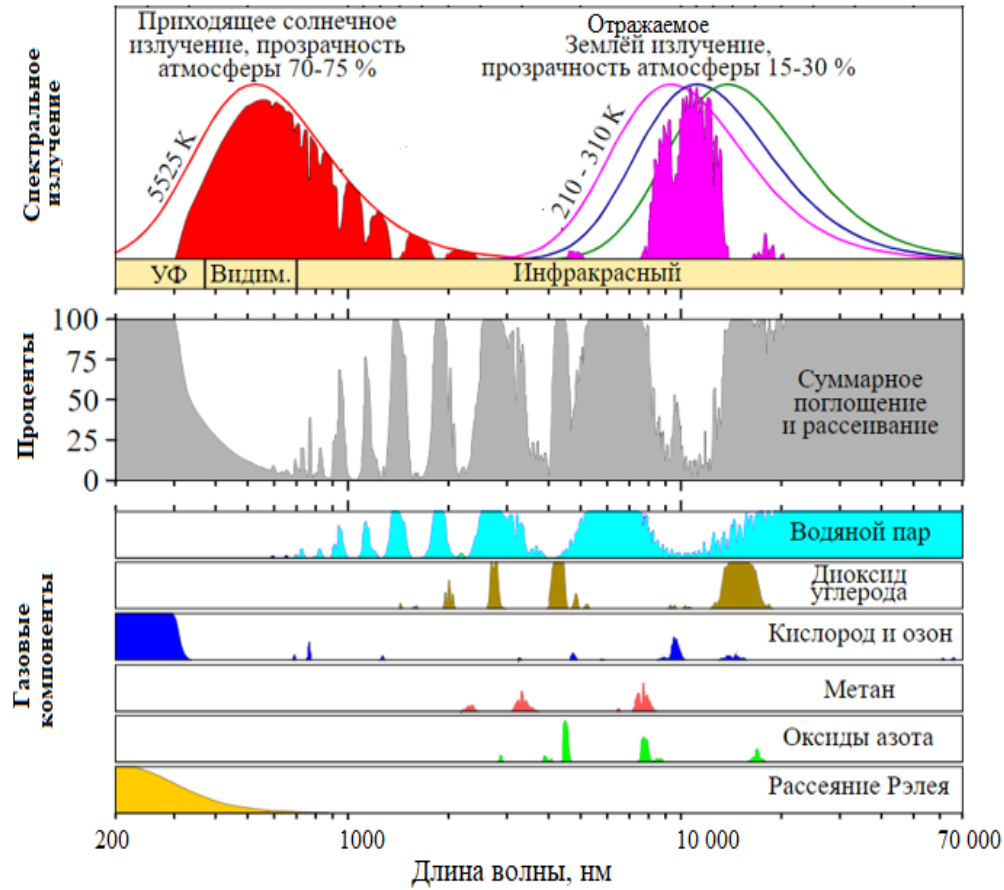 Приходящее солнечное
излучение, прозрачность
атмосферы 70-75 %
Отражаемое
Землёй излучение,
прозрачность атмосферы 15-30 %
Спектральное
излучение
5525 K
210 - 310 K
УФ
Видим.
Инфракрасный
Проценты
100
75
50
25
0
Суммарное
поглощение
и рассеивание
Газовые
компоненты
Водяной пар
Диоксид
углерода
Кислород и озон
Метан
Оксиды азота
Рассеяние Рэлея
200
1000
10 000
70 000
Длина волны, нм